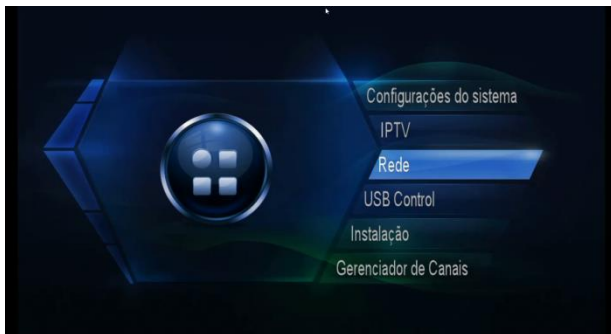 Configurações do sistema
IPTV
Rede
USB Control
Instalação
Gerenciador de Canais